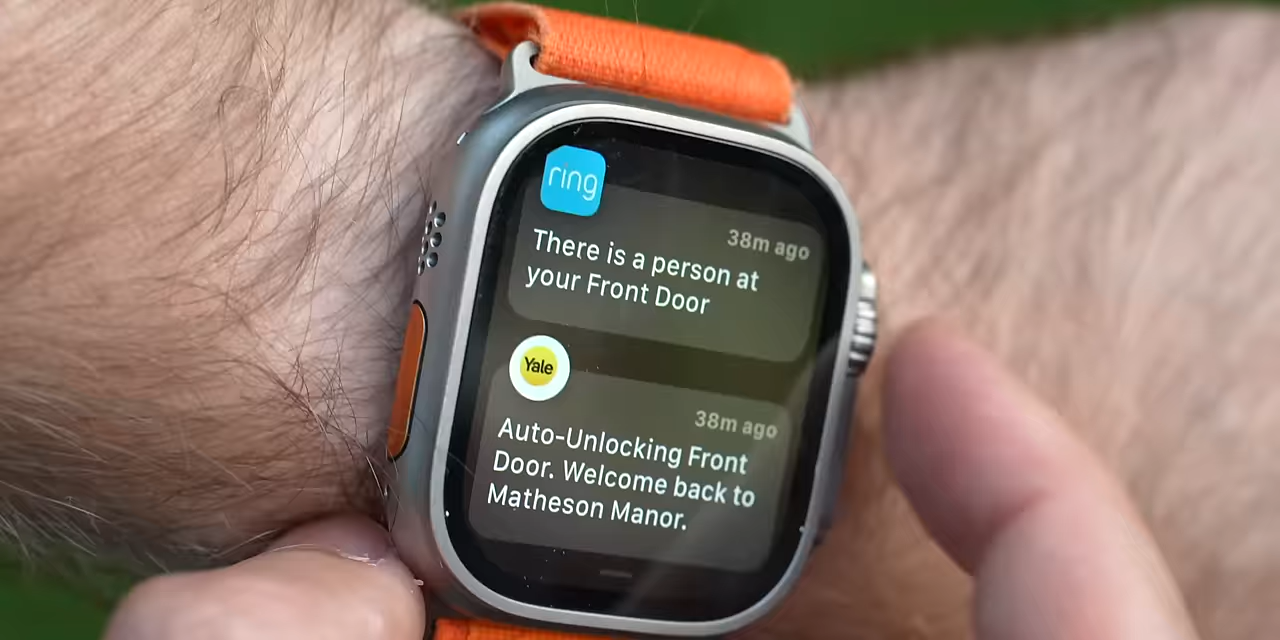 ring
38m ago
There is a person at
your Front Door
Yale
38m ago
Auto-Unlocking Front
Door. Welcome back to
Matheson Manor.